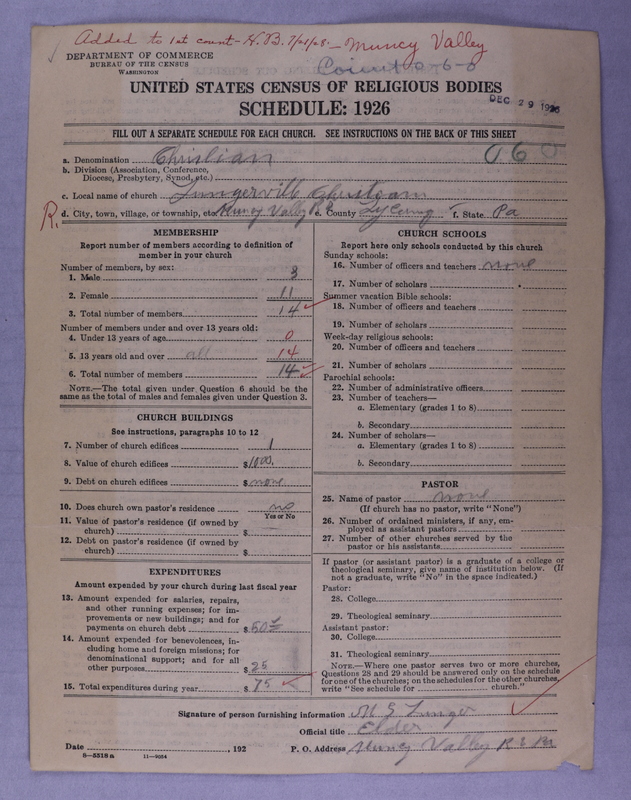 Added to 1st count - H.B. 7/21/28 - Muncy Valley
DEPARTMENT OF COMMERCE
BUREAU OF THE CENSUS
WASHINGTON
Count 0-6-0
UNITED STATES CENSUS OF RELIGIOUS BODIES
DEC 29 1926
SCHEDULE: 1926
FILL OUT A SEPARATE SCHEDULE FOR EACH CHURCH. SEE INSTRUCTIONS ON THE BACK OF THIS SHEET
a. Denomination Christian 060
b. Division (Association, Conference,
Diocese, Presbytery, Synod, etc.)
c. Local name of church Lungerville Christian
R. d. City, town, village, or township, etc. Muncy Valley e. County Lycoming f. State Pa
MEMBERSHIP
Report number of members according to definition of
member in your church
Number of members, by sex:
1. Male 3
2. Female 11
3. Total number of members 14
Number of members under and over 13 years old:
4. Under 13 years of age 0
5. 13 years old and over all 14
6. Total number of members 14
NOTE.—The total given under Question 6 should be the
same as the total of males and females given under Question 3.
CHURCH BUILDINGS
See instructions, paragraphs 10 to 12
7. Number of church edifices 1
8. Value of church edifices $1000.
9. Debt on church edifices $none
10. Does church own pastor's residence no
Yes or No
11. Value of pastor's residence (if owned by
church) $
12. Debt on pastor's residence (if owned by
church) $
EXPENDITURES
Amount expended by your church during last fiscal year
13. Amount expended for salaries, repairs,
and other running expenses; for im-
provements or new buildings; and for
payments on church debt $50
14. Amount expended for benevolences, in-
cluding home and foreign missions; for
denominational support; and for all
other purposes $25
15. Total expenditures during year $75
CHURCH SCHOOLS
Report here only schools conducted by this church
Sunday schools:
16. Number of officers and teachers none
17. Number of scholars
Summer vacation Bible schools:
18. Number of officers and teachers
19. Number of scholars
Week-day religious schools:
20. Number of officers and teachers
21. Number of scholars
Parochial schools:
22. Number of administrative officers
23. Number of teachers—
a. Elementary (grades 1 to 8)
b. Secondary
24. Number of scholars—
a. Elementary (grades 1 to 8)
b. Secondary
PASTOR
25. Name of pastor none
(If church has no pastor, write "None")
26. Number of ordained ministers, if any, em-
ployed as assistant pastors
27. Number of other churches served by the
pastor or his assistants
If pastor (or assistant pastor) is a graduate of a college or
theological seminary, give name of institution below. (If
not a graduate, write "No" in the space indicated.)
Pastor:
28. College
29. Theological seminary
Assistant pastor:
30. College
31. Theological seminary
NOTE.—Where one pastor serves two or more churches,
Questions 28 and 29 should be answered only on the schedule
for one of the churches; on the schedules for the other churches,
write "See schedule for church."
Signature of person furnishing information M G Lunger
Official title Elder
Date , 192 P. O. Address Muncy Valley R 2 Pa
8—5518 a 11—9024